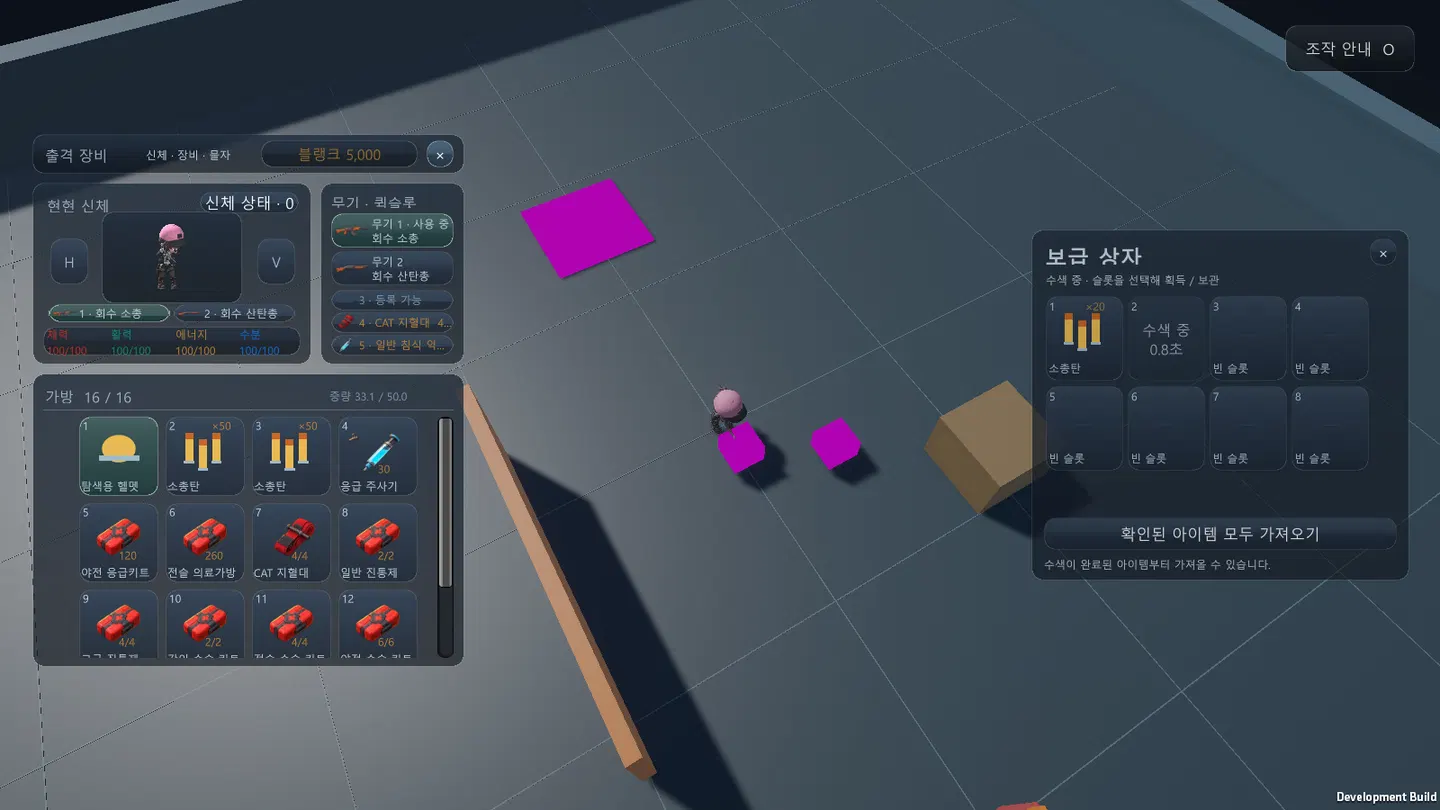 조작 안내 O
출격 장비
신체 · 장비 · 물자
블랭크 5,000
×
현현 신체
신체 상태 · 0
H
V
1 · 회수 소총
2 · 회수 산탄총
체력
활력
에너지
수분
100/100
100/100
100/100
100/100
무기 · 퀵슬루
무기 1 · 사용 중
회수 소총
무기 2
회수 산탄총
3 · 등록 가능
4 · CAT 지혈대 4...
5 · 일반 침식 억...
가방 16 / 16
중량 33.1 / 50.0
1
탐색용 헬멧
2
×50
소총탄
3
×50
소총탄
4
30
응급 주사기
5
120
야전 응급키트
6
260
전술 의료가방
7
4/4
CAT 지혈대
8
2/2
일반 진통제
9
4/4
10
2/2
11
4/4
12
6/6
보급 상자
×
수색 중 · 슬롯을 선택해 획득 / 보관
1
×20
소총탄
2
수색 중
0.8초
3
빈 슬롯
4
빈 슬롯
5
빈 슬롯
6
빈 슬롯
7
빈 슬롯
8
빈 슬롯
확인된 아이템 모두 가져오기
수색이 완료된 아이템부터 가져올 수 있습니다.
Development Build